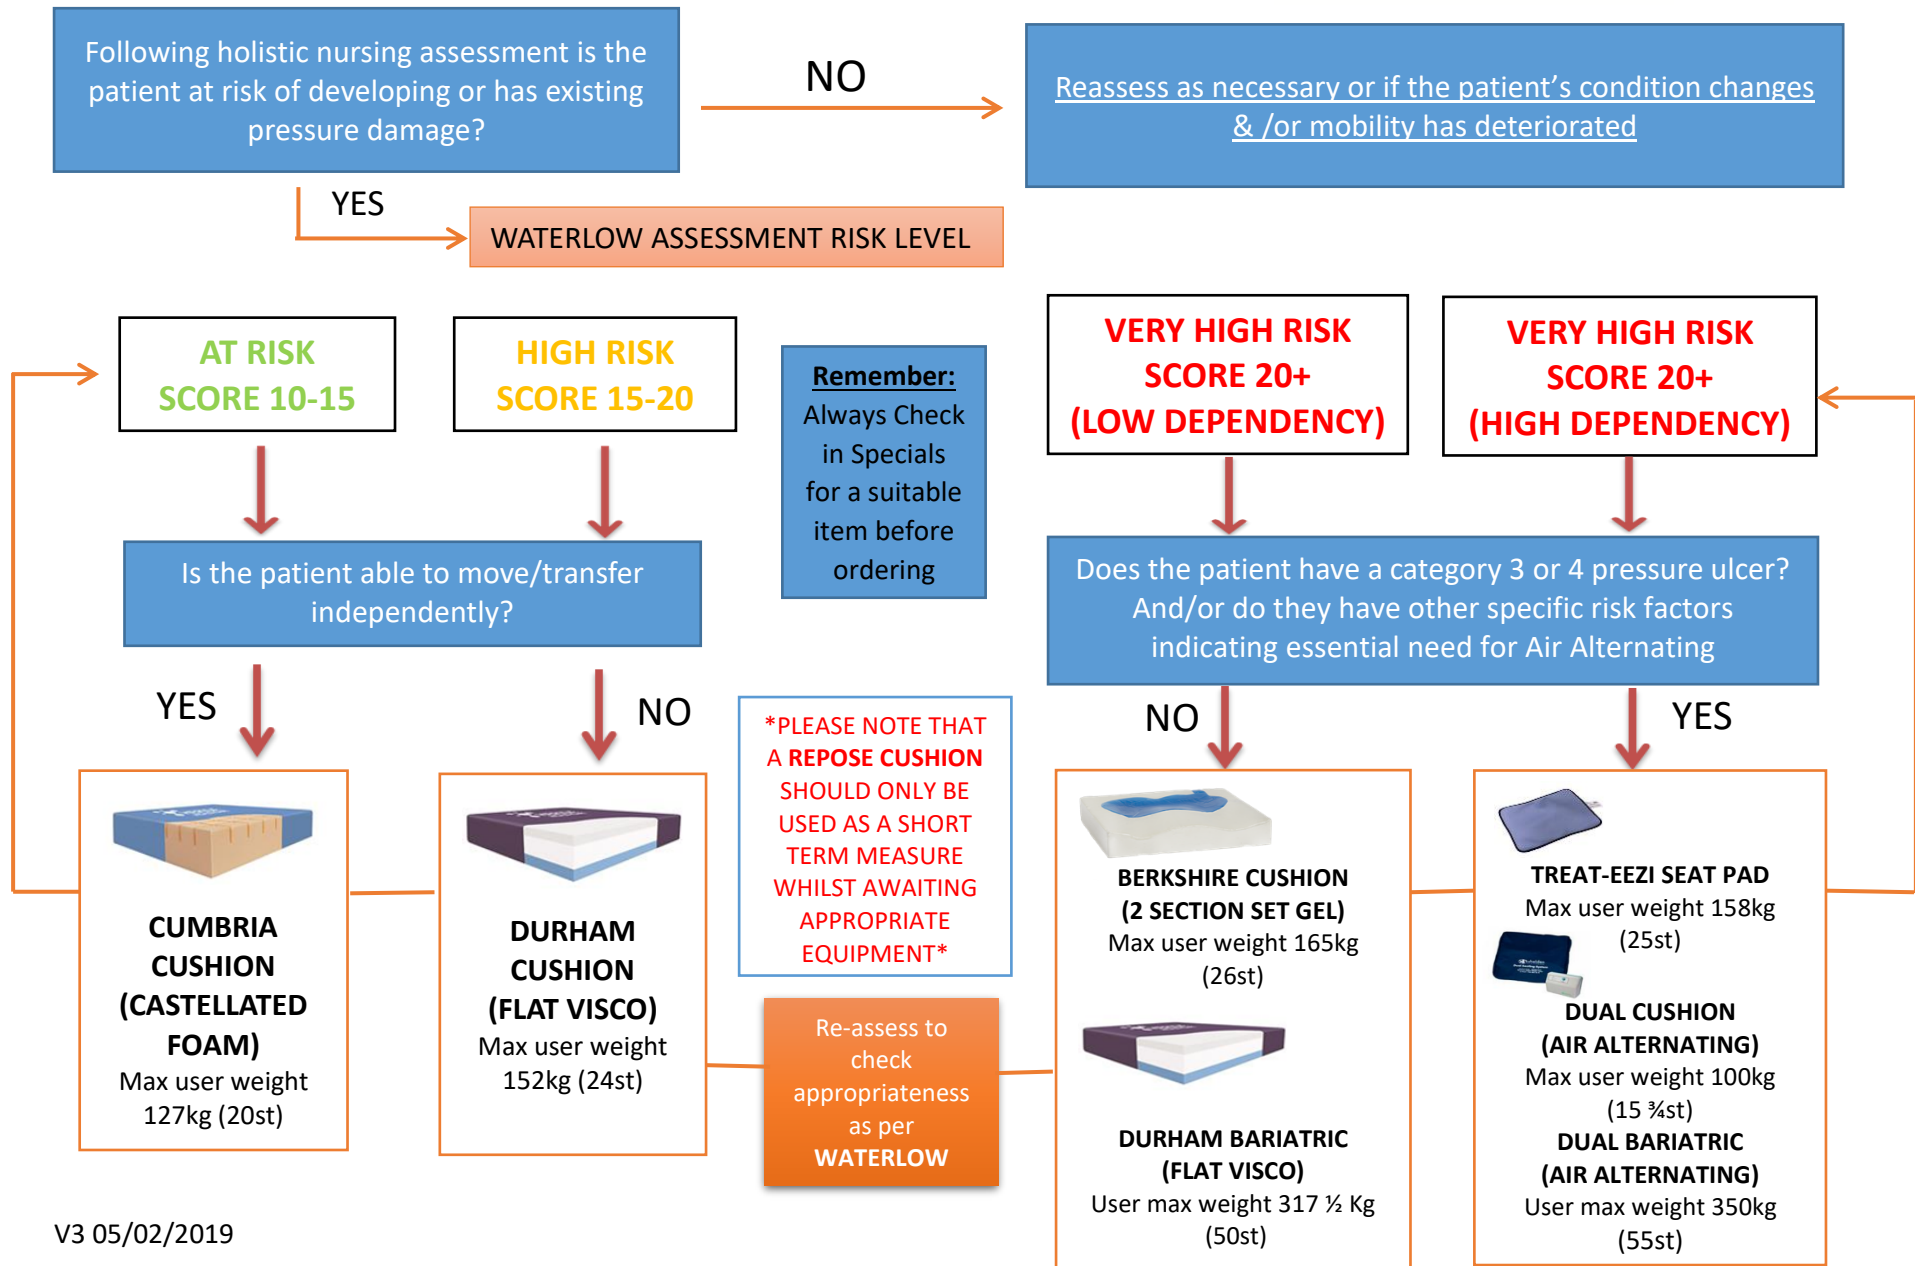 Following holistic nursing assessment is the
patient at risk of developing or has existing
pressure damage?
NO
Reassess as necessary or if the patient’s condition changes
& /or mobility has deteriorated
YES
WATERLOW ASSESSMENT RISK LEVEL
AT RISK
SCORE 10-15
HIGH RISK
SCORE 15-20
Remember:
Always Check
in Specials
for a suitable
item before
ordering
VERY HIGH RISK
SCORE 20+
(LOW DEPENDENCY)
VERY HIGH RISK
SCORE 20+
(HIGH DEPENDENCY)
Is the patient able to move/transfer
independently?
Does the patient have a category 3 or 4 pressure ulcer?
And/or do they have other specific risk factors
indicating essential need for Air Alternating
YES
NO
NO
YES
CUMBRIA
CUSHION
(CASTELLATED
FOAM)
Max user weight
127kg (20st)
DURHAM
CUSHION
(FLAT VISCO)
Max user weight
152kg (24st)
*PLEASE NOTE THAT
A REPOSE CUSHION
SHOULD ONLY BE
USED AS A SHORT
TERM MEASURE
WHILST AWAITING
APPROPRIATE
EQUIPMENT*
Re-assess to
check
appropriateness
as per
WATERLOW
BERKSHIRE CUSHION
(2 SECTION SET GEL)
Max user weight 165kg
(26st)
DURHAM BARIATRIC
(FLAT VISCO)
User max weight 317 ½ Kg
(50st)
TREAT-EEZI SEAT PAD
Max user weight 158kg
(25st)
DUAL CUSHION
(AIR ALTERNATING)
Max user weight 100kg
(15 ¾st)
DUAL BARIATRIC
(AIR ALTERNATING)
User max weight 350kg
(55st)
V3 05/02/2019